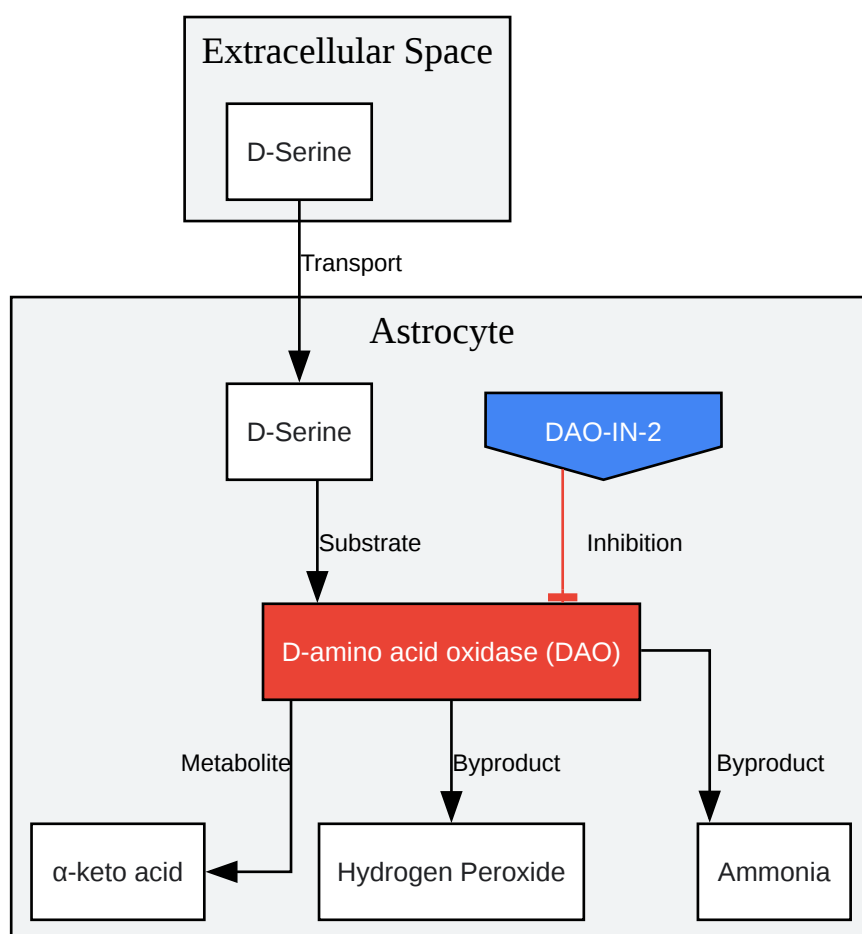 Extracellular Space
D-Serine
Transport
Astrocyte
D-Serine
DAO-IN-2
Substrate
Inhibition
D-amino acid oxidase (DAO)
Metabolite
Byproduct
Byproduct
α-keto acid
Hydrogen Peroxide
Ammonia